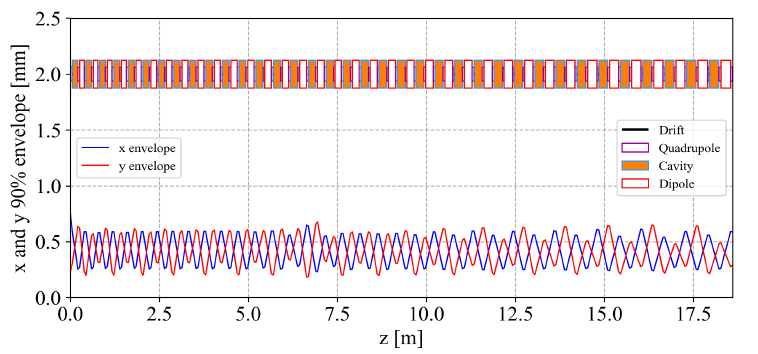 2.5
2.0
1.5
1.0
0.5
0.0
x and y 90% envelope [mm]
x envelope
y envelope
Drift
Quadrupole
Cavity
Dipole
0.0 2.5 5.0 7.5 10.0 12.5 15.0 17.5
z [m]